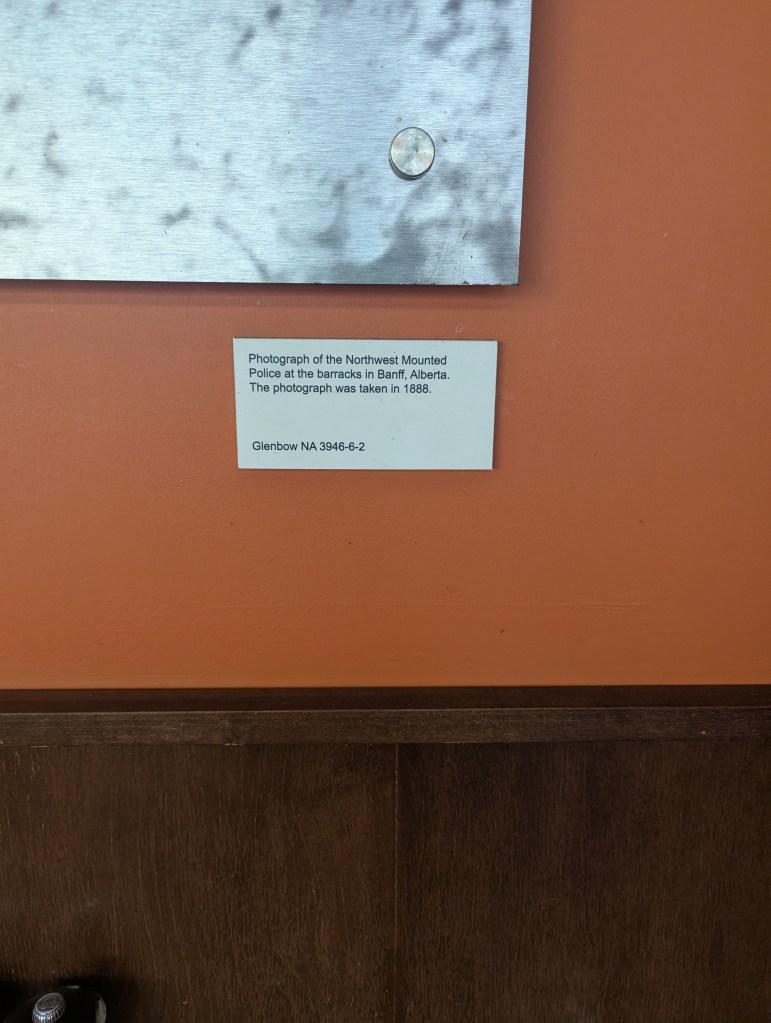 Photograph of the Northwest Mounted
Police at the barracks in Banff, Alberta.
The photograph was taken in 1888.
Glenbow NA 3946-6-2